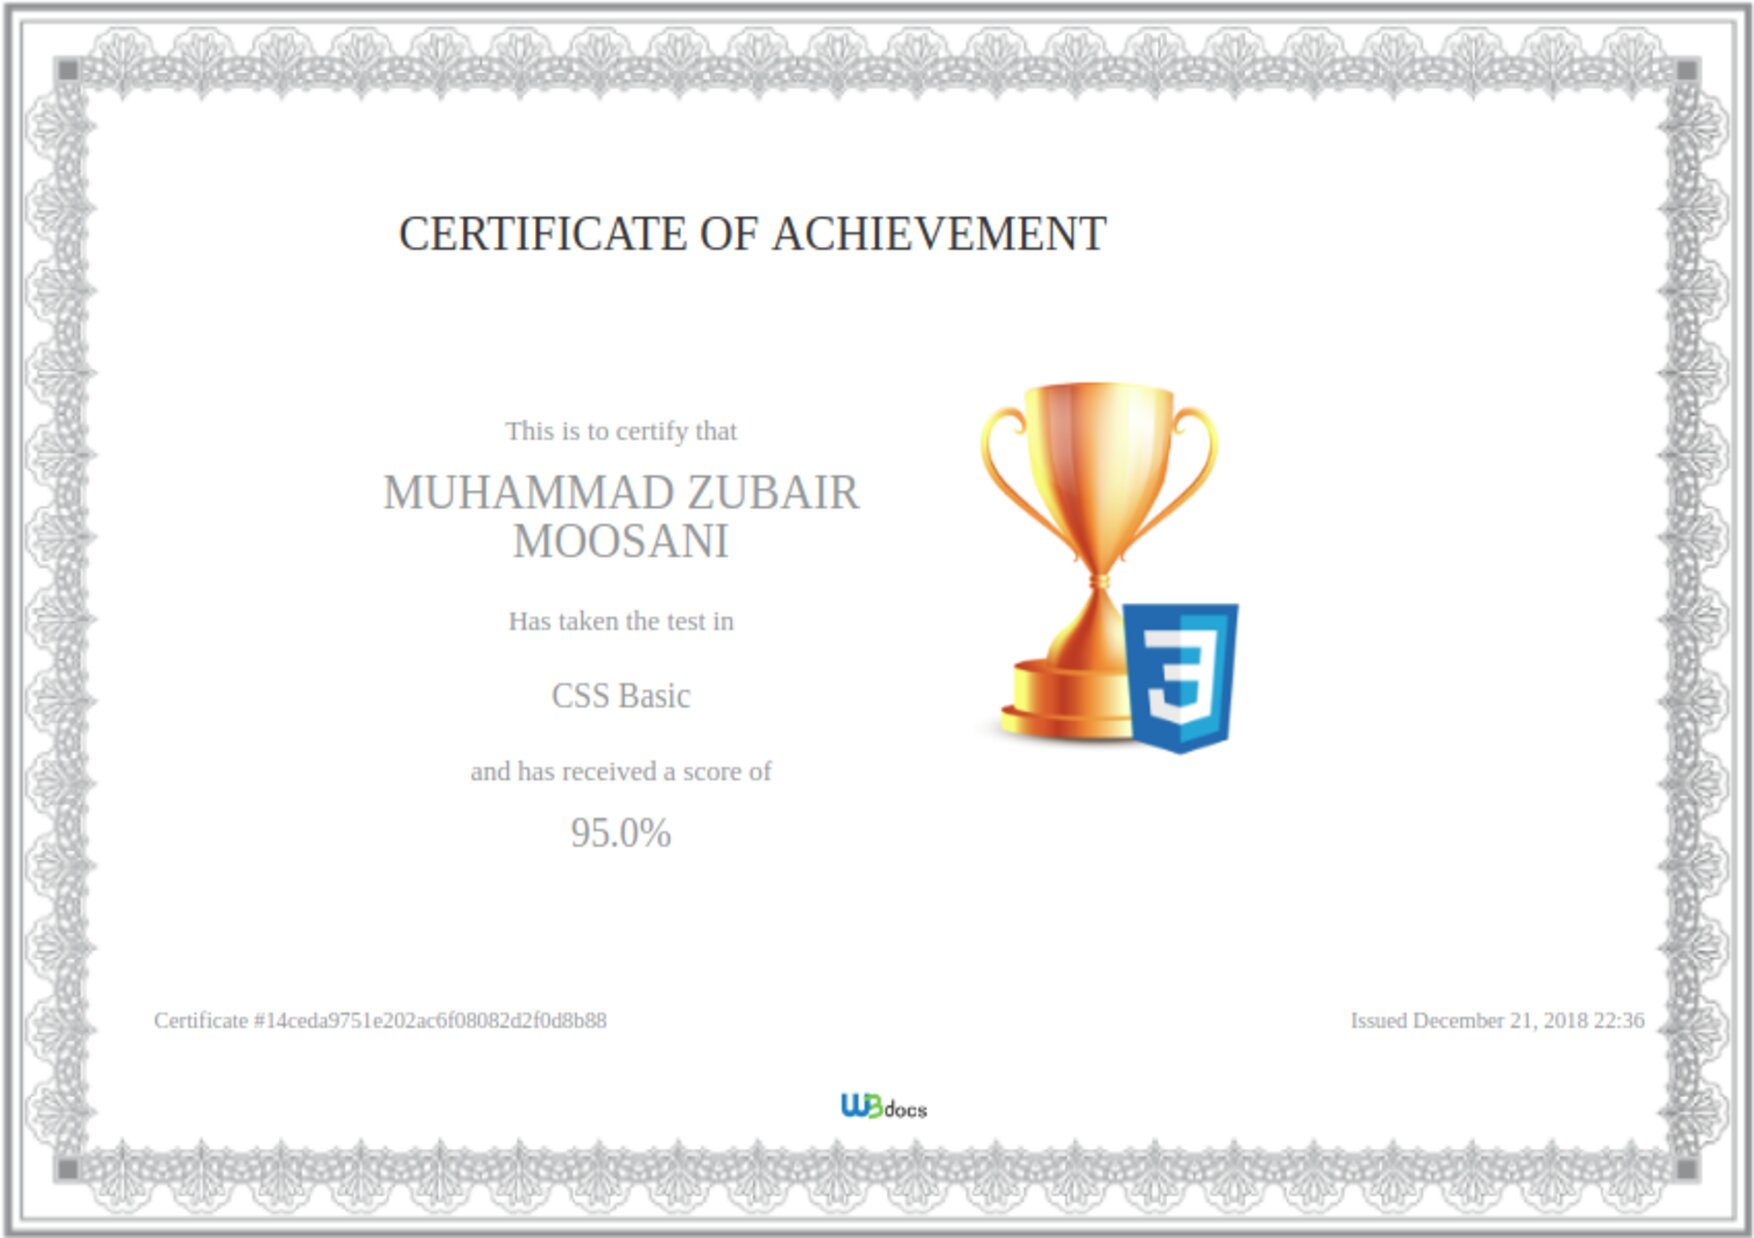 CERTIFICATE OF ACHIEVEMENT
This is to certify that
MUHAMMAD ZUBAIR
MOOSANI
Has taken the test in
CSS Basic
and has received a score of
95.0%
Certificate #14ceda9751e202ac6f08082d2f0d8b88
Issued December 21, 2018 22:36
W3docs